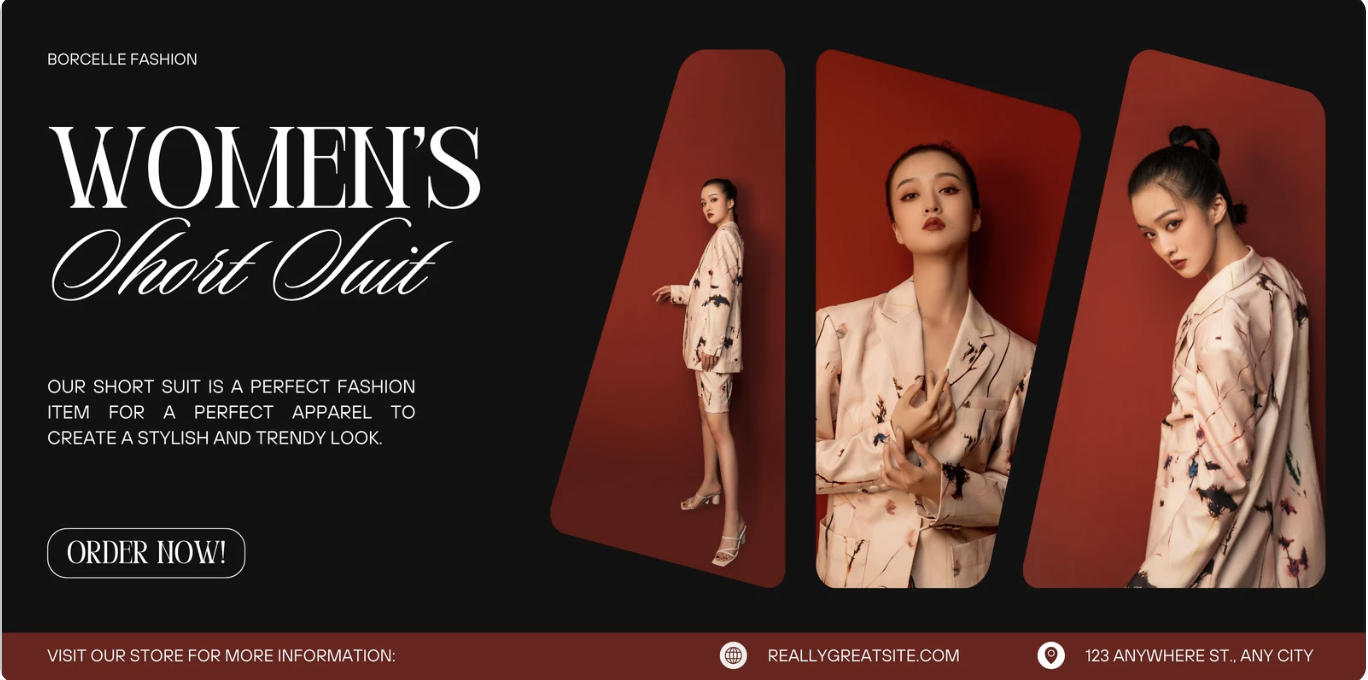 BORCELLE FASHION
WOMEN'S
Short Suit
OUR SHORT SUIT IS A PERFECT FASHION
ITEM FOR A PERFECT APPAREL TO
CREATE A STYLISH AND TRENDY LOOK.
ORDER NOW!
VISIT OUR STORE FOR MORE INFORMATION:
REALLYGREATSITE.COM
123 ANYWHERE ST., ANY CITY